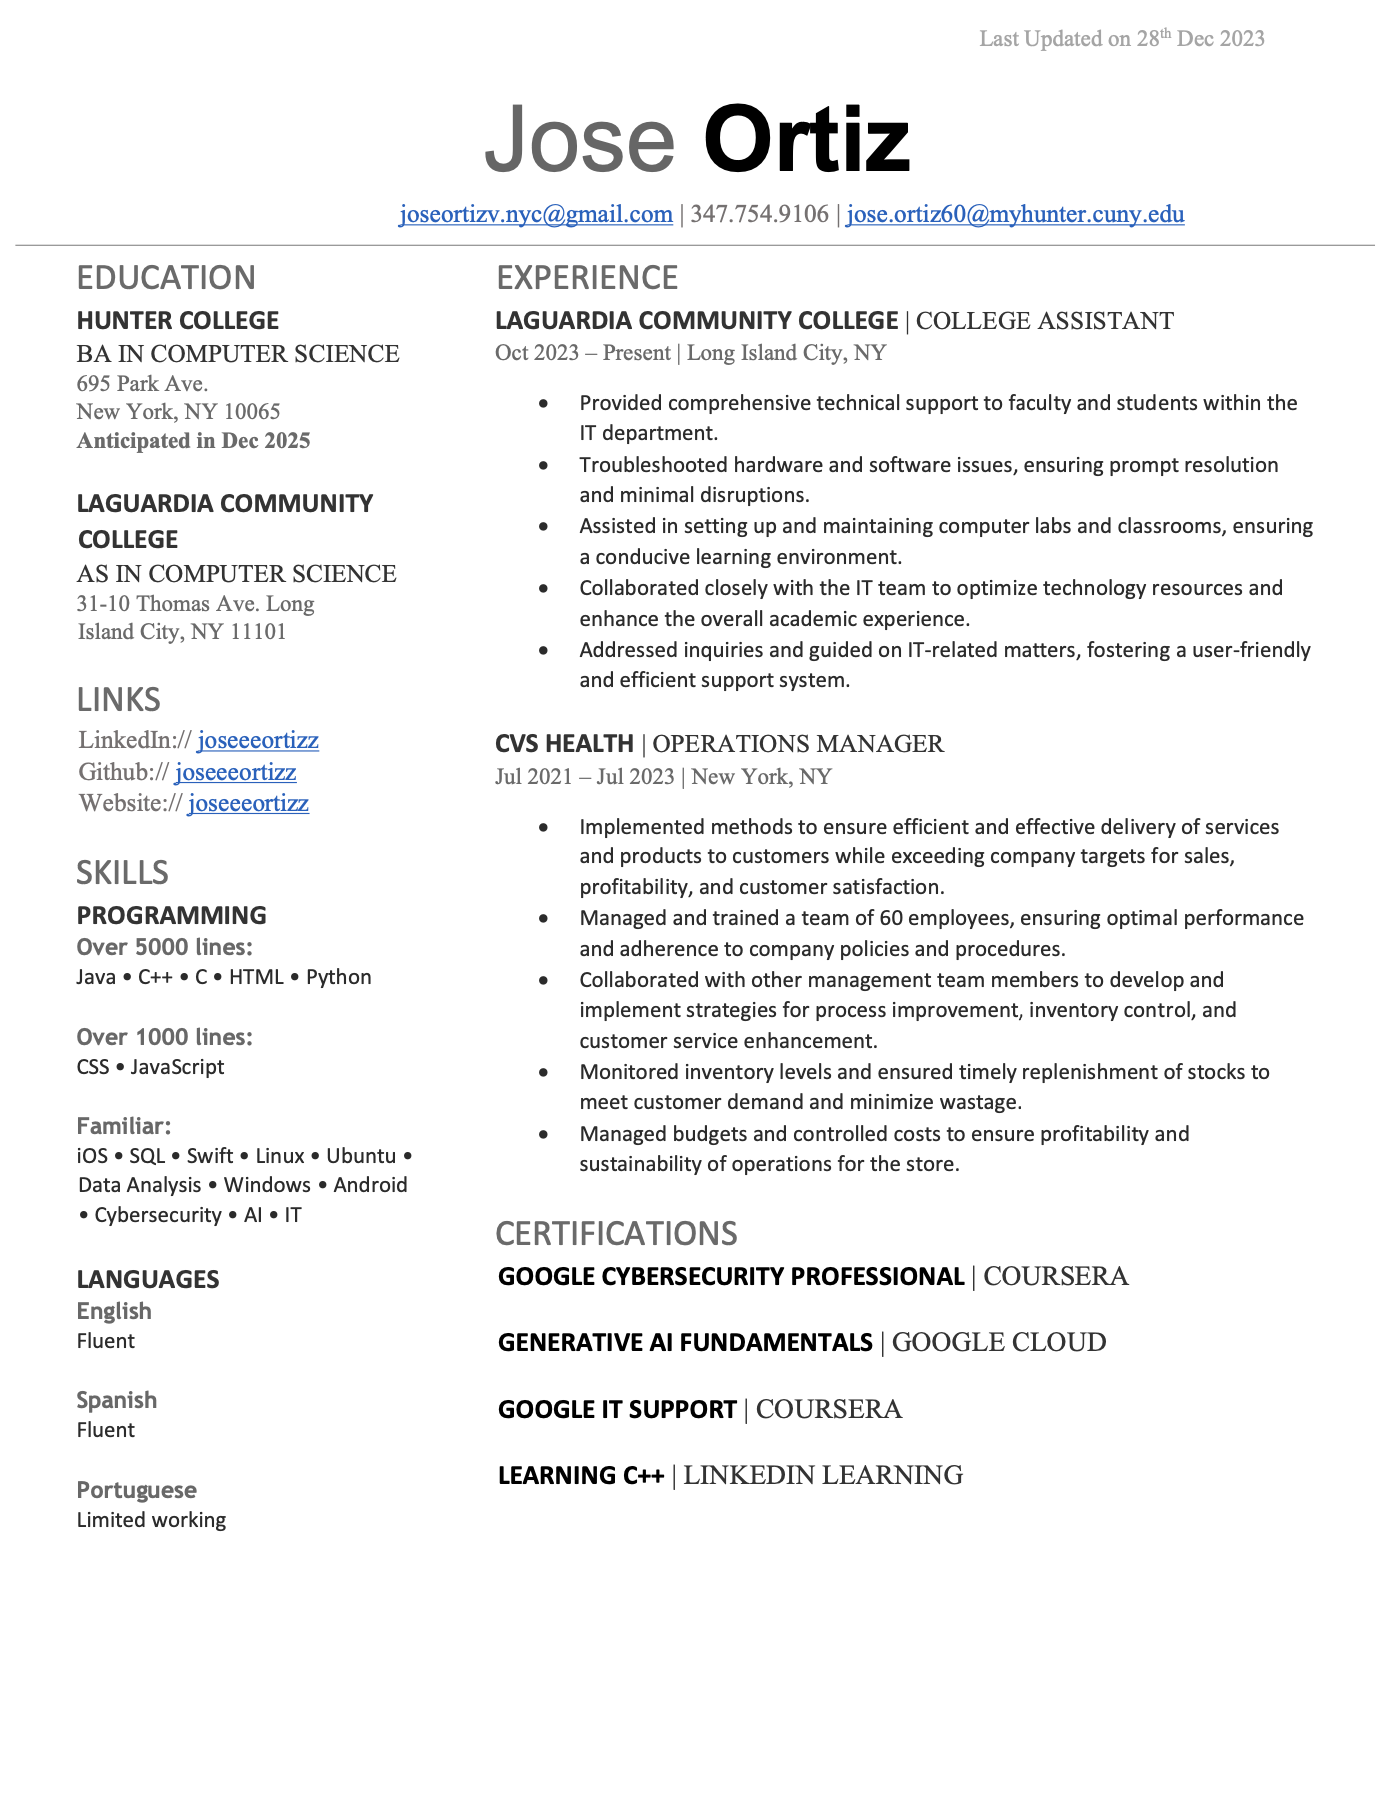 Last Updated on 28th Dec 2023
Jose Ortiz
joseortizv.nyc@gmail.com | 347.754.9106 | jose.ortiz60@myhunter.cuny.edu
EDUCATION
HUNTER COLLEGE
BA IN COMPUTER SCIENCE
695 Park Ave.
New York, NY 10065
Anticipated in Dec 2025
LAGUARDIA COMMUNITY
COLLEGE
AS IN COMPUTER SCIENCE
31-10 Thomas Ave. Long
Island City, NY 11101
LINKS
LinkedIn:// joseeeortizz
Github:// joseeeortizz
Website:// joseeeortizz
SKILLS
PROGRAMMING
Over 5000 lines:
Java • C++ • C • HTML • Python
Over 1000 lines:
CSS • JavaScript
Familiar:
iOS • SQL • Swift • Linux • Ubuntu •
Data Analysis • Windows • Android
• Cybersecurity • AI • IT
LANGUAGES
English
Fluent
Spanish
Fluent
Portuguese
Limited working
EXPERIENCE
LAGUARDIA COMMUNITY COLLEGE | COLLEGE ASSISTANT
Oct 2023 – Present | Long Island City, NY
• Provided comprehensive technical support to faculty and students within the
IT department.
• Troubleshooted hardware and software issues, ensuring prompt resolution
and minimal disruptions.
• Assisted in setting up and maintaining computer labs and classrooms, ensuring
a conducive learning environment.
• Collaborated closely with the IT team to optimize technology resources and
enhance the overall academic experience.
• Addressed inquiries and guided on IT-related matters, fostering a user-friendly
and efficient support system.
CVS HEALTH | OPERATIONS MANAGER
Jul 2021 – Jul 2023 | New York, NY
• Implemented methods to ensure efficient and effective delivery of services
and products to customers while exceeding company targets for sales,
profitability, and customer satisfaction.
• Managed and trained a team of 60 employees, ensuring optimal performance
and adherence to company policies and procedures.
• Collaborated with other management team members to develop and
implement strategies for process improvement, inventory control, and
customer service enhancement.
• Monitored inventory levels and ensured timely replenishment of stocks to
meet customer demand and minimize wastage.
• Managed budgets and controlled costs to ensure profitability and
sustainability of operations for the store.
CERTIFICATIONS
GOOGLE CYBERSECURITY PROFESSIONAL | COURSERA
GENERATIVE AI FUNDAMENTALS | GOOGLE CLOUD
GOOGLE IT SUPPORT | COURSERA
LEARNING C++ | LINKEDIN LEARNING